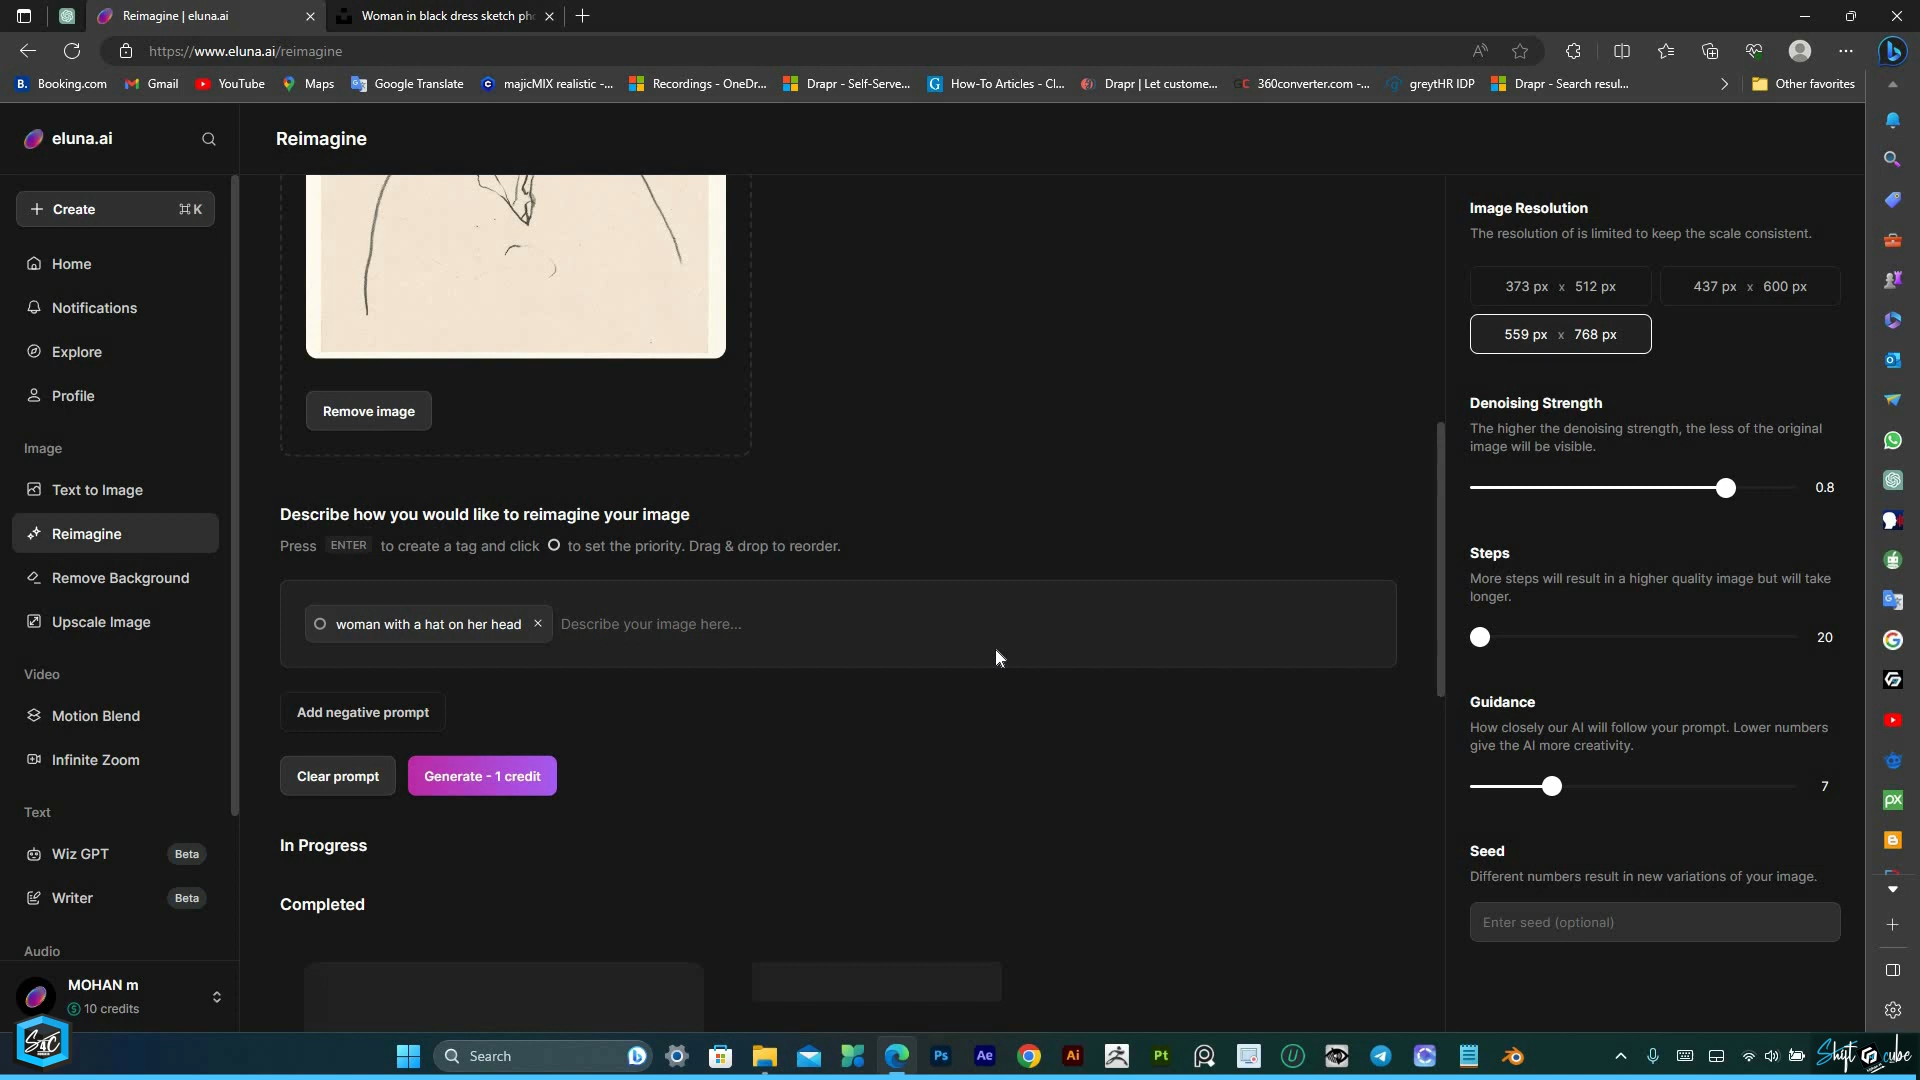 Reimagine | eluna.ai
Woman in black dress sketch ph
https://www.eluna.ai/reimagine
Booking.com
Gmail
YouTube
Maps
Google Translate
majicMIX realistic -...
Recordings - OneDr...
Drapr - Self-Serve...
How-To Articles - Cl...
Drapr | Let custome...
360converter.com -...
greytHR IDP
Drapr - Search resul...
Other favorites
eluna.ai
Reimagine
Create
⌘K
Home
Notifications
Explore
Profile
Image
Text to Image
Reimagine
Remove Background
Upscale Image
Video
Motion Blend
Infinite Zoom
Text
Wiz GPT
Beta
Writer
Beta
Audio
MOHAN m
10 credits
Remove image
Describe how you would like to reimagine your image
Press ENTER to create a tag and click to set the priority. Drag & drop to reorder.
woman with a hat on her head
Describe your image here...
Add negative prompt
Clear prompt
Generate - 1 credit
In Progress
Completed
Image Resolution
The resolution of is limited to keep the scale consistent.
373 px x 512 px
437 px x 600 px
559 px x 768 px
Denoising Strength
The higher the denoising strength, the less of the original
image will be visible.
0.8
Steps
More steps will result in a higher quality image but will take
longer.
20
Guidance
How closely our AI will follow your prompt. Lower numbers
give the AI more creativity.
7
Seed
Different numbers result in new variations of your image.
Enter seed (optional)
S4C
Search
Ps
Ae
Ai
Pt
px
cube